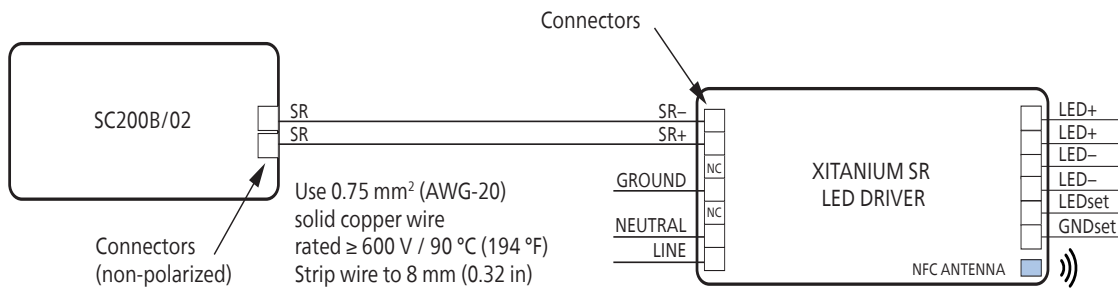 Connectors
SC200B/02
SR
SR
SR–
SR+
NC
GROUND
NC
NEUTRAL
LINE
XITANIUM SR
LED DRIVER
LED+
LED+
LED–
LED–
LEDset
GNDset
NFC ANTENNA
Connectors
(non-polarized)
Use 0.75 mm² (AWG-20)
solid copper wire
rated ≥ 600 V / 90 °C (194 °F)
Strip wire to 8 mm (0.32 in)